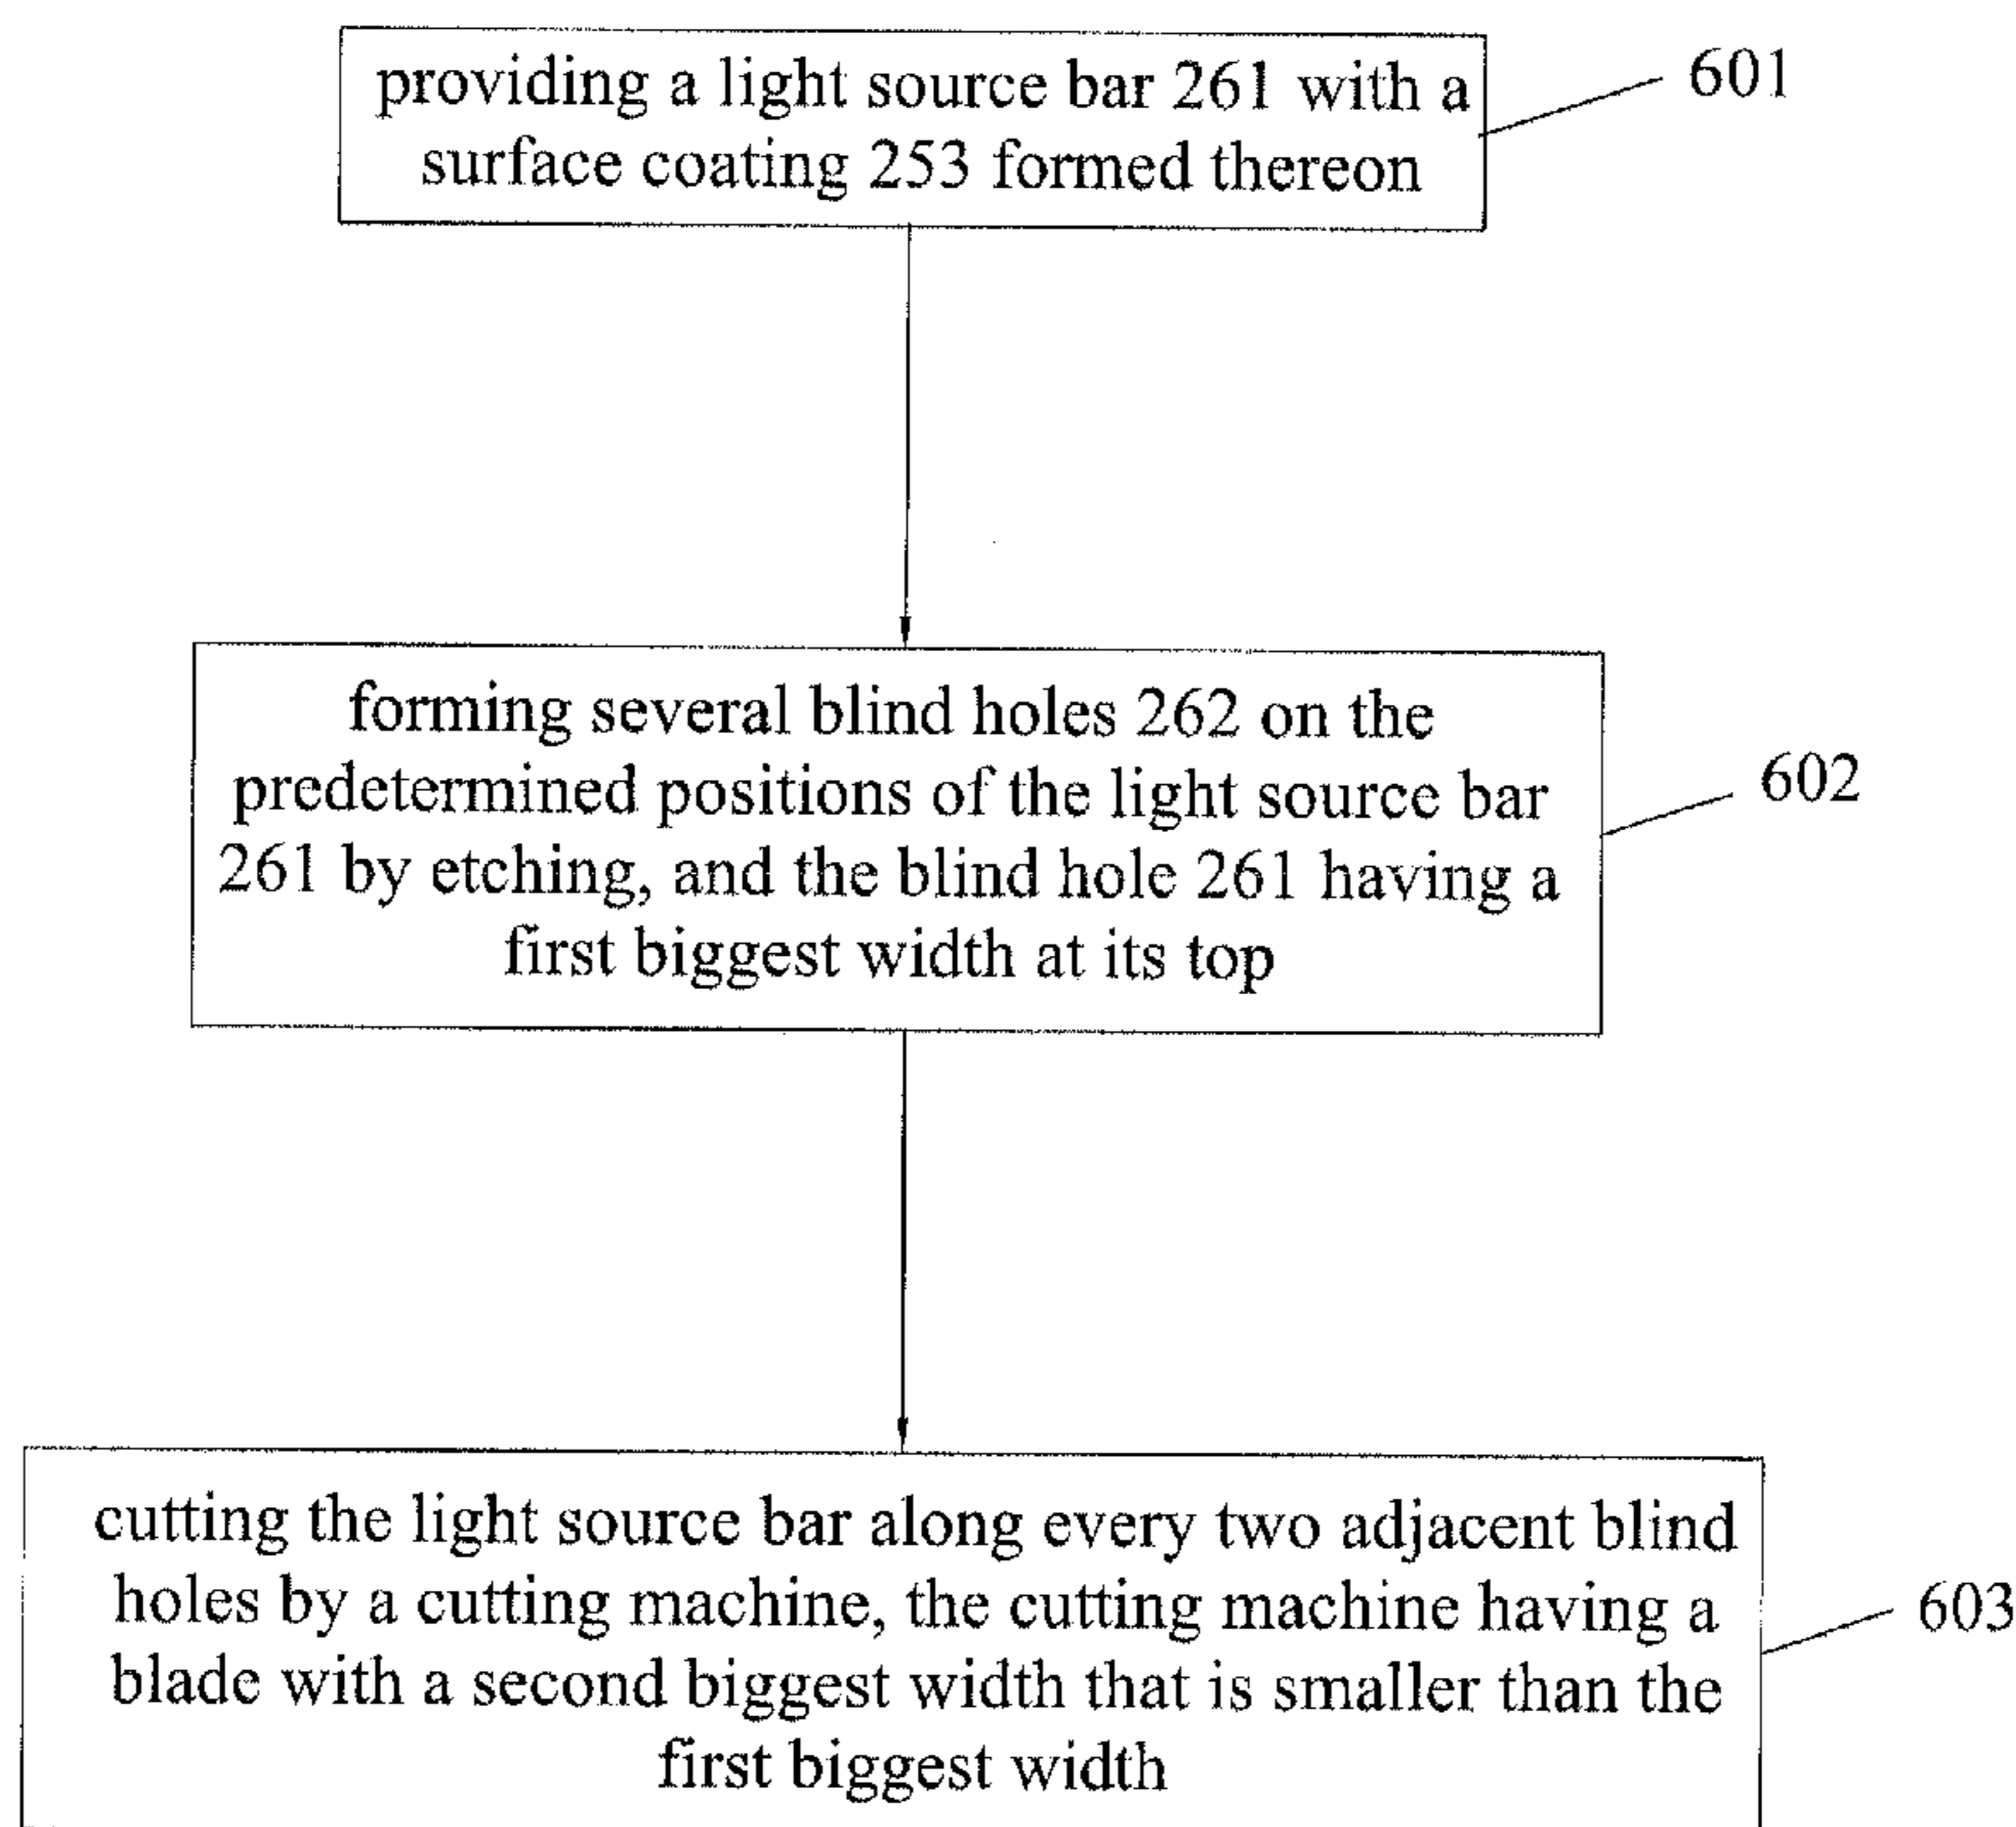 providing a light source bar 261 with a
surface coating 253 formed thereon
601
forming several blind holes 262 on the
predetermined positions of the light source bar
261 by etching, and the blind hole 261 having a
first biggest width at its top
602
cutting the light source bar along every two adjacent blind
holes by a cutting machine, the cutting machine having a
blade with a second biggest width that is smaller than the
first biggest width
603